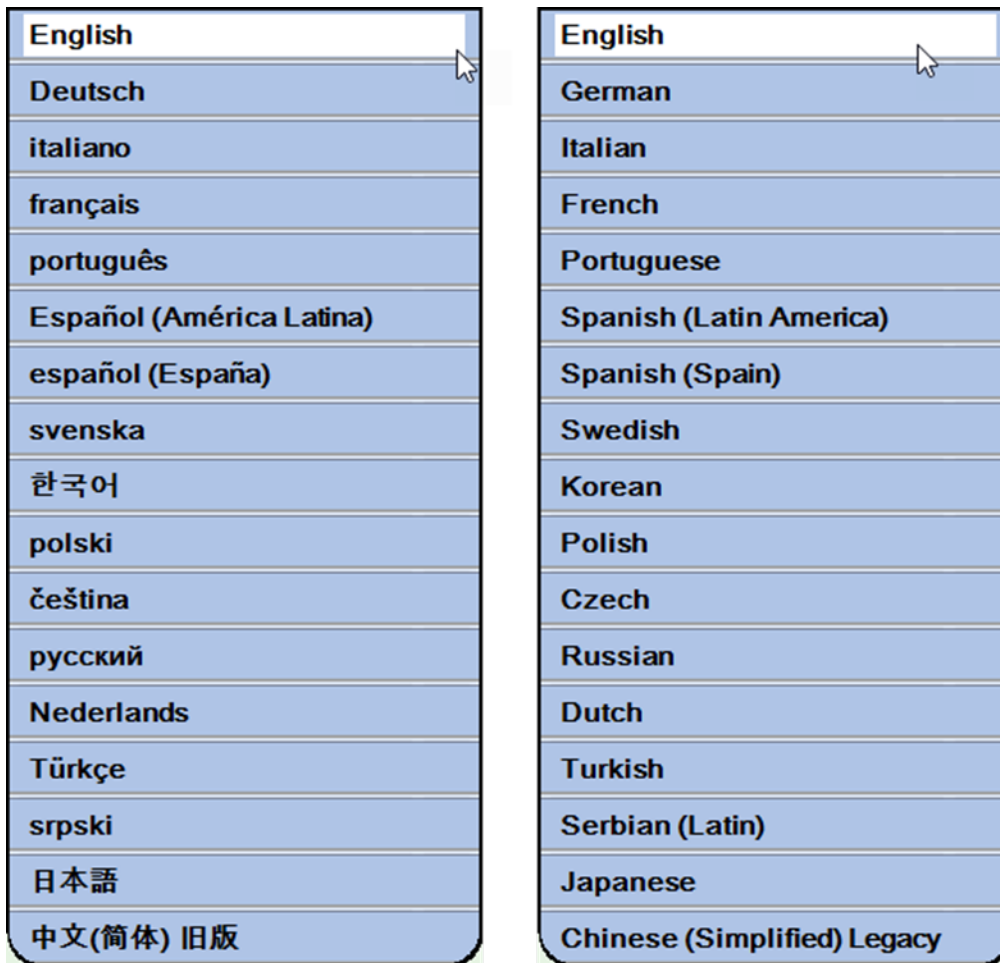 English
Deutsch
italiano
français
português
Español (América Latina)
español (España)
svenska
한국어
polski
čeština
русский
Nederlands
Türkçe
srpski
日本語
中文(简体) 旧版
English
German
Italian
French
Portuguese
Spanish (Latin America)
Spanish (Spain)
Swedish
Korean
Polish
Czech
Russian
Dutch
Turkish
Serbian (Latin)
Japanese
Chinese (Simplified) Legacy